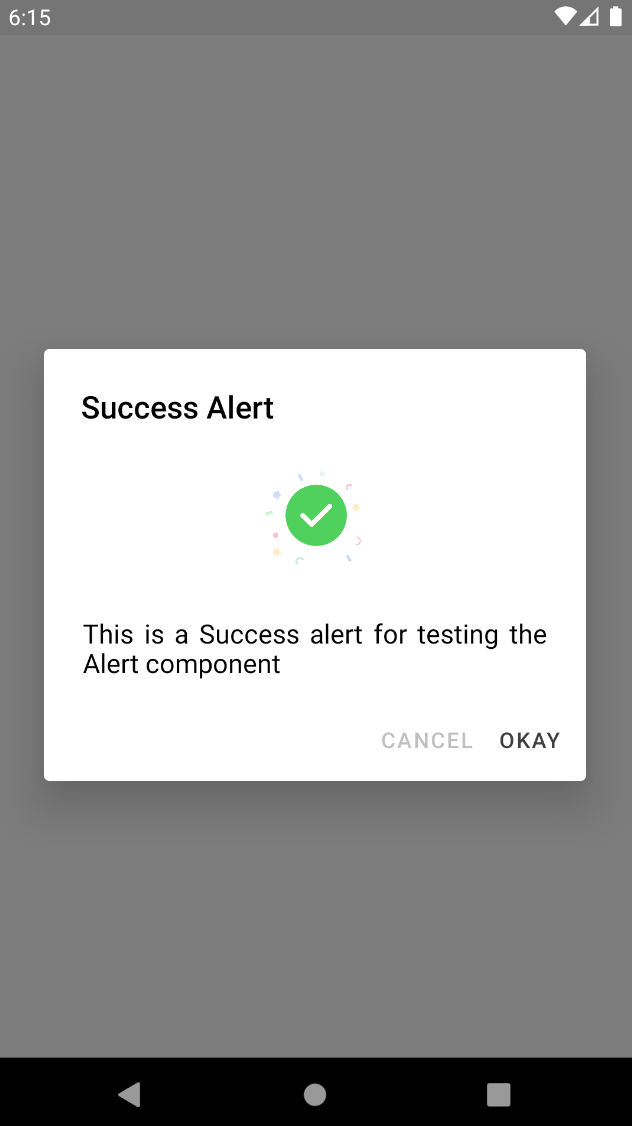 6:15
Success Alert
This is a Success alert for testing the
Alert component
CANCEL OKAY